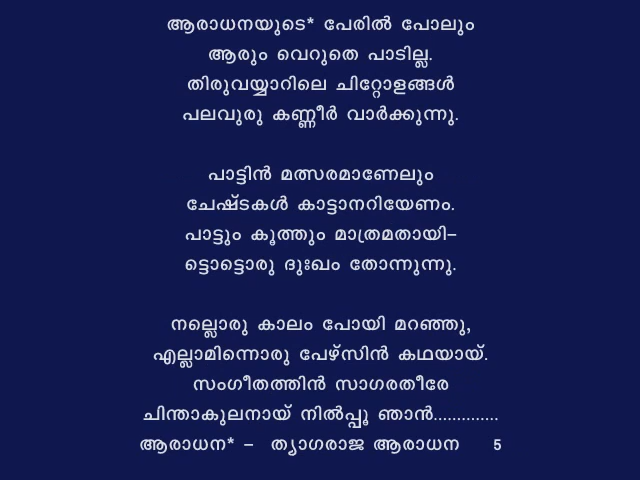 ആരാധനയുടെ* പേരിൽ പോലും
ആരും വെറുതെ പാടില്ല.
തിരുവയ്യാറിലെ ചിറ്റോളങ്ങൾ
പലവുരു കണ്ണീർ വാർക്കുന്നു.
പാട്ടിൻ മത്സരമാണേലും
ചേഷ്ടകൾ കാട്ടാനറിയേണം.
പാട്ടും കൂത്തും മാത്രമതായി–
ട്ടൊട്ടൊരു ദുഃഖം തോന്നുന്നു.
നല്ലൊരു കാലം പോയി മറഞ്ഞു,
എല്ലാമിന്നൊരു പേഴ്സിൻ കഥയായ്.
സംഗീതത്തിൻ സാഗരതീരേ
ചിന്താകുലനായ് നിൽപ്പൂ ഞാൻ..............
ആരാധന* – ത്യാഗരാജ ആരാധന 5